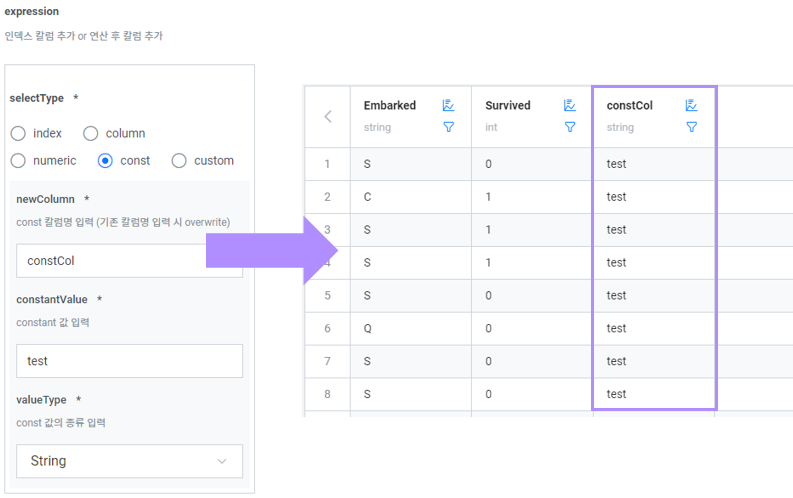 expression
인덱스 칼럼 추가 or 연산 후 칼럼 추가
selectType *
index column
numeric const custom
newColumn *
const 칼럼명 입력 (기존 칼럼명 입력 시 overwrite)
constCol
constantValue *
constant 값 입력
test
valueType *
const 값의 종류 입력
String
Embarked Survived constCol
string int string
1 S 0 test
2 C 1 test
3 S 1 test
4 S 1 test
5 S 0 test
6 Q 0 test
7 S 0 test
8 S 0 test